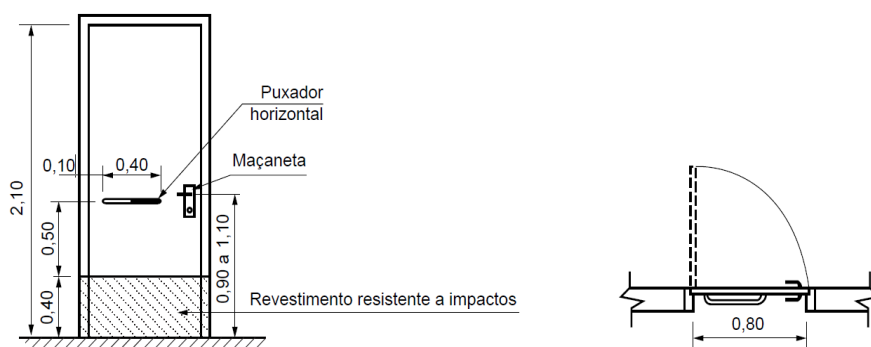 Puxador
horizontal
Maçaneta
0,10
0,40
2,10
0,50
0,90 a 1,10
0,40
Revestimento resistente a impactos
0,80